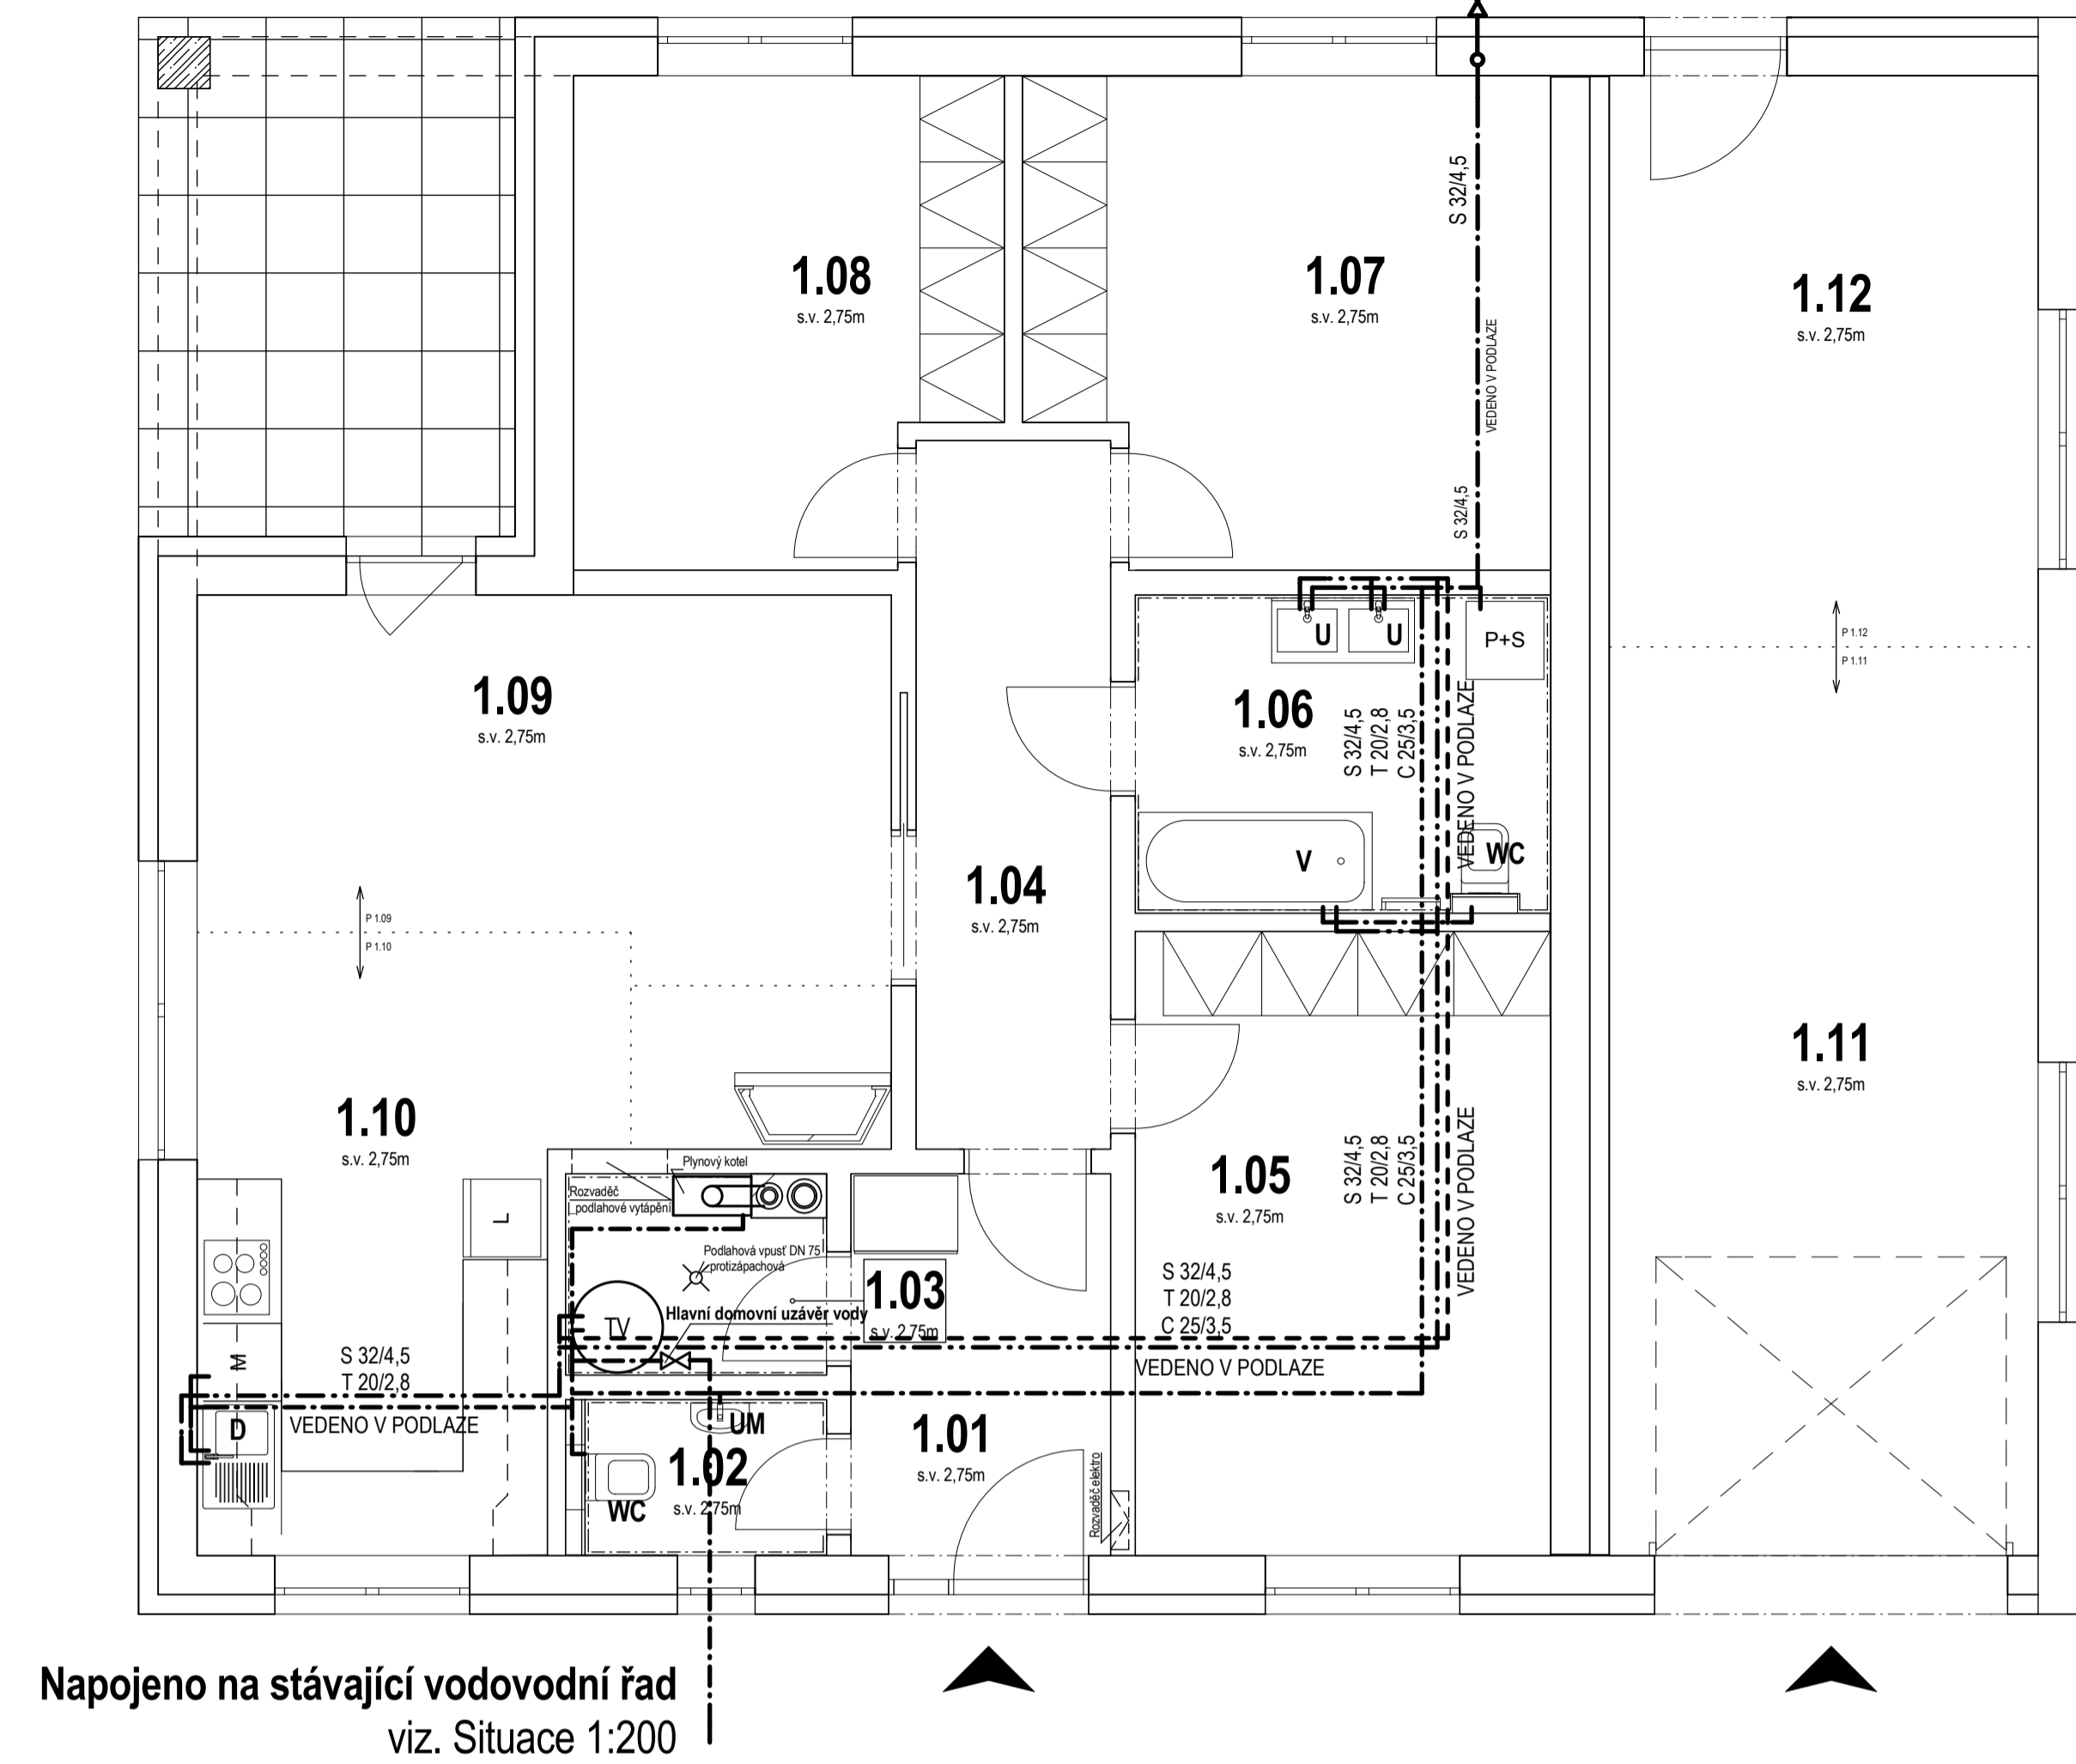 S 32/4,5
1.08
s.v. 2,75m
1.07
s.v. 2,75m
1.12
s.v. 2,75m
VEDENO V PODLAZE
S 32/4,5
U
U
P+S
P 1.12
P 1.11
1.09
s.v. 2,75m
1.06
s.v. 2,75m
S 32/4,5
T 20/2,8
C 25/3,5
VEDENO V PODLAZE
V
WC
1.04
s.v. 2,75m
P 1.09
P 1.10
1.11
s.v. 2,75m
1.10
s.v. 2,75m
Plynový kotel
Rozvaděč
podlahové vytápění
L
Podlahová vpusť DN 75
protizápachová
1.03
s.v. 2,75m
Hlavní domovní uzávěr vody
TV
1.05
s.v. 2,75m
S 32/4,5
T 20/2,8
C 25/3,5
VEDENO V PODLAZE
S 32/4,5
T 20/2,8
C 25/3,5
VEDENO V PODLAZE
M
S 32/4,5
T 20/2,8
VEDENO V PODLAZE
D
UM
1.02
s.v. 2,75m
WC
1.01
s.v. 2,75m
Rozvaděč elektro
Napojeno na stávající vodovodní řad
viz. Situace 1:200